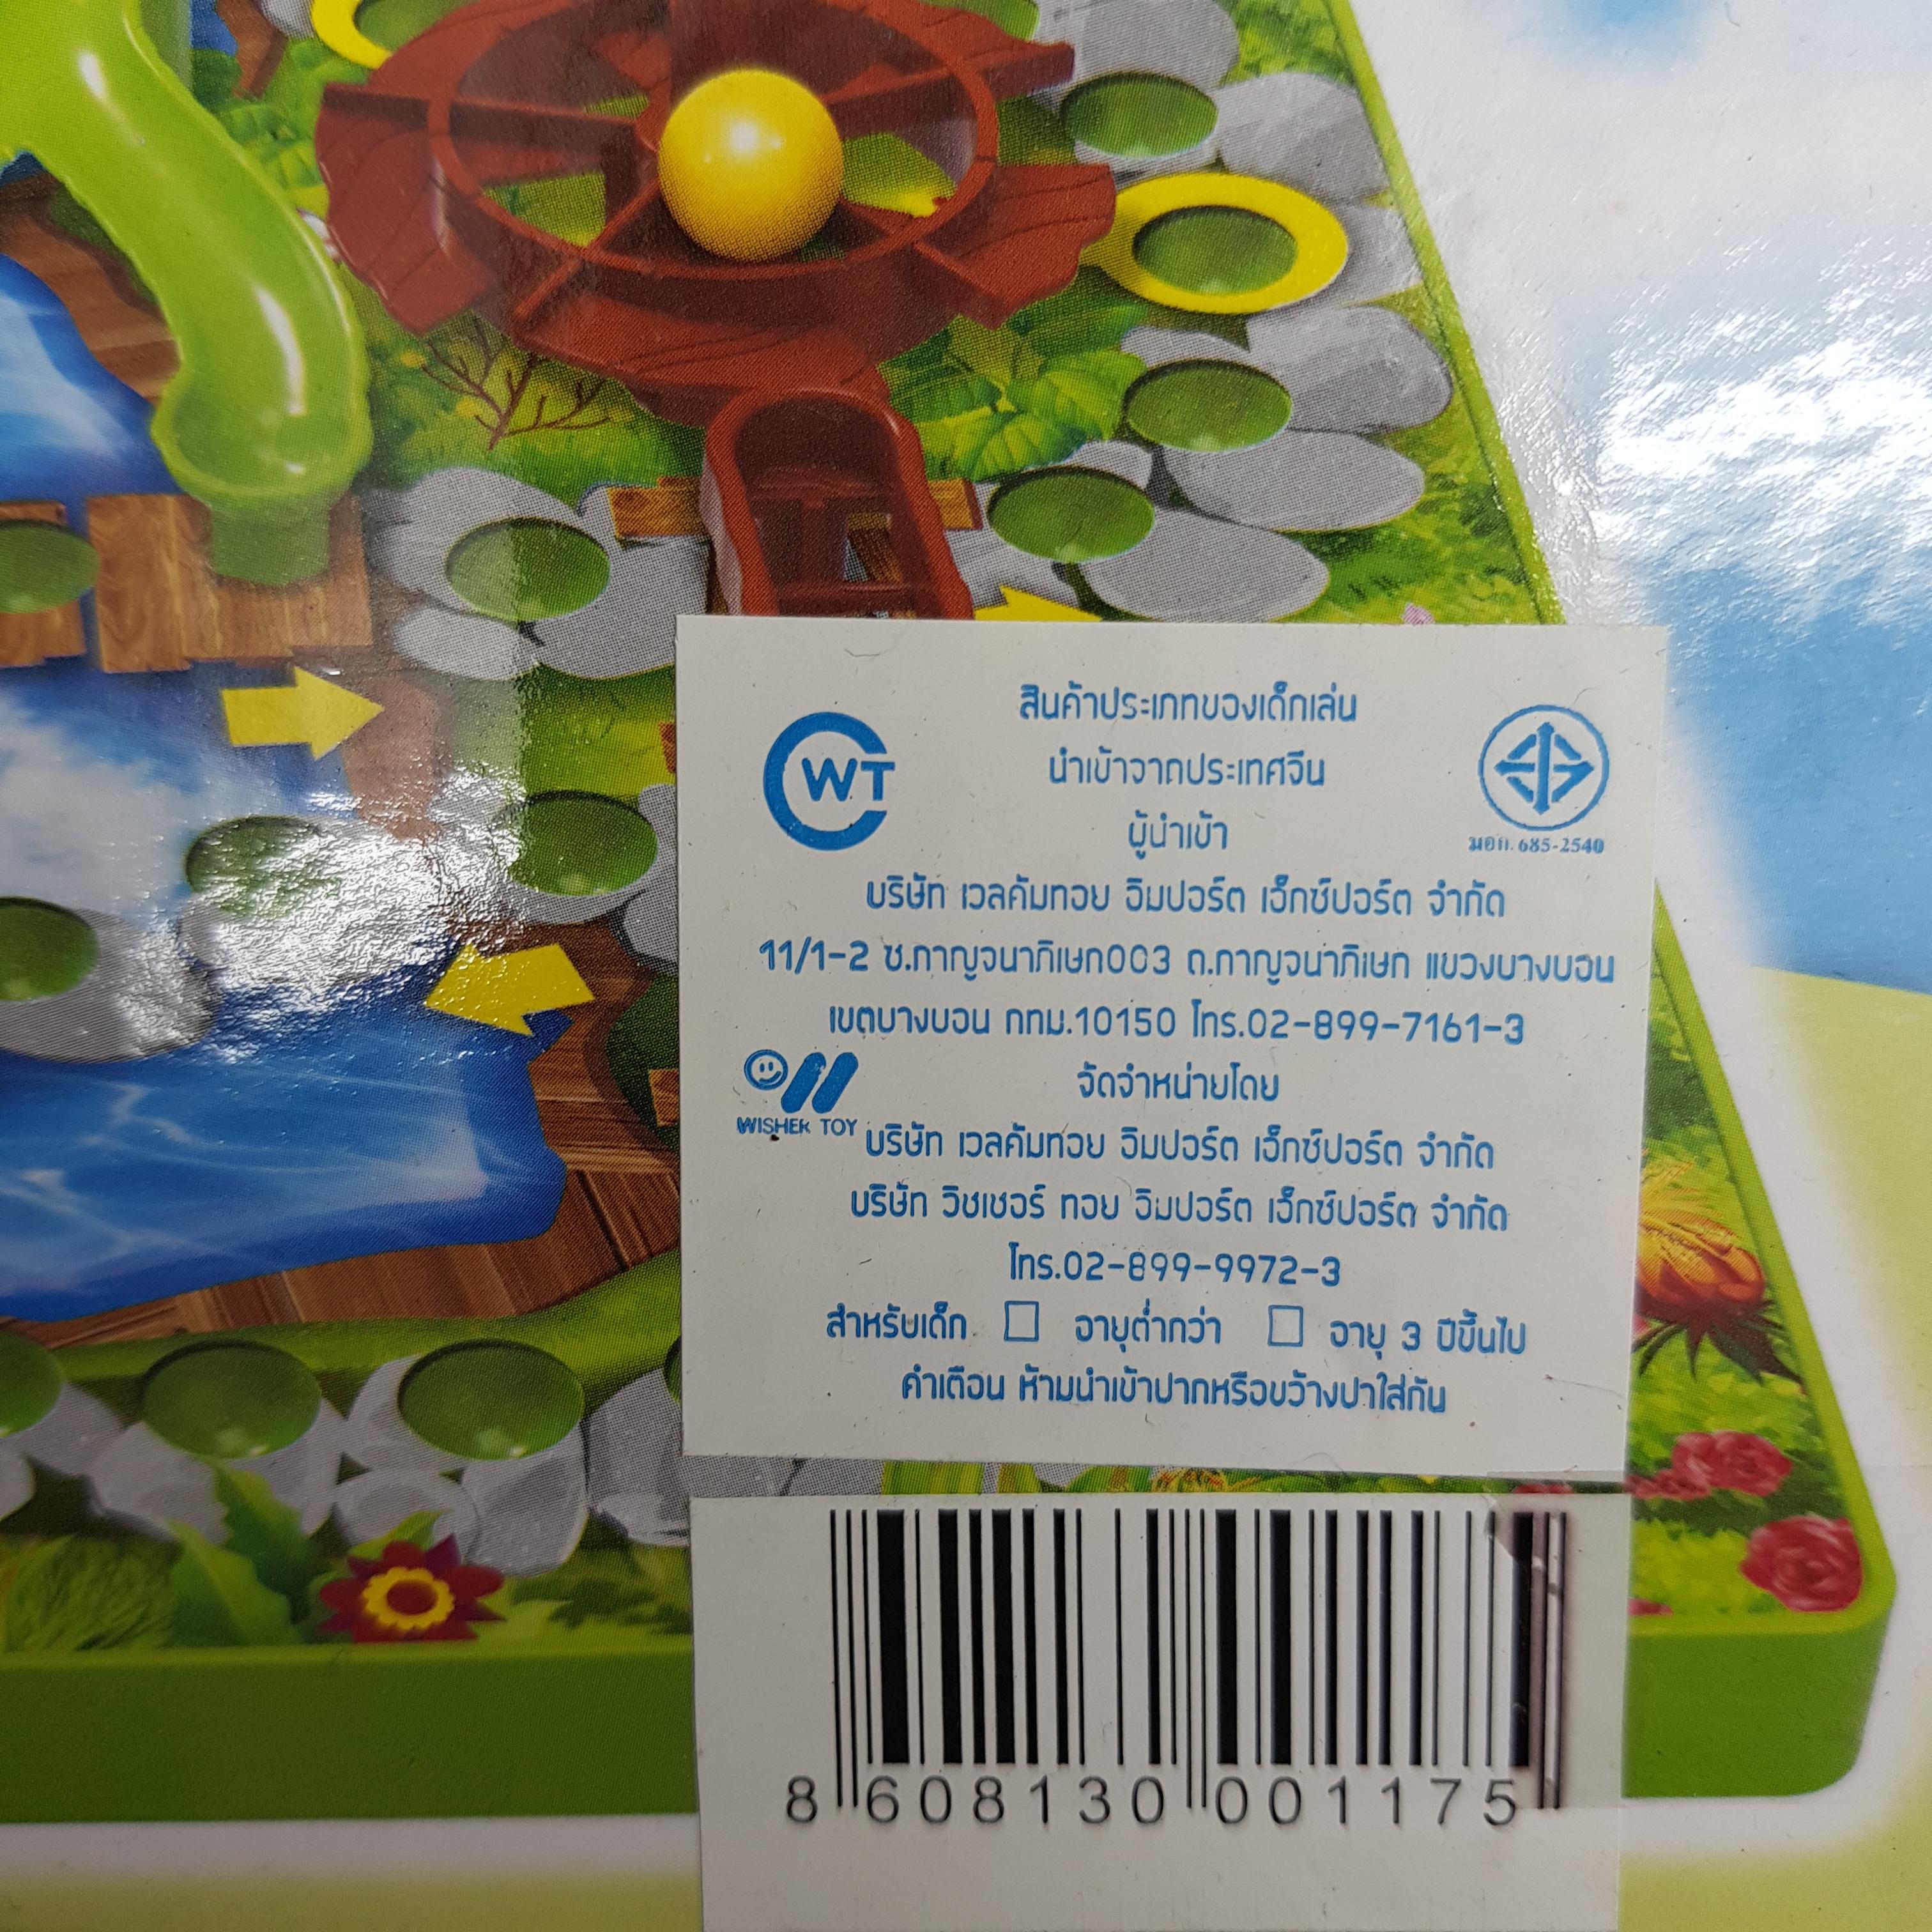 CWT
สินค้าประเภทของเด็กเล่น
นำเข้าจากประเทศจีน
ผู้นำเข้า
มอก.685-2540
บริษัท เวลคัมทอย อิมปอร์ต เอ็กซ์ปอร์ต จำกัด
11/1-2 ซ.กาญจนาภิเษก003 ถ.กาญจนาภิเษก แขวงบางบอน
เขตบางบอน กทม.10150 โทร.02-899-7161-3
จัดจำหน่ายโดย
WISHER TOY
บริษัท เวลคัมทอย อิมปอร์ต เอ็กซ์ปอร์ต จำกัด
บริษัท วิชเชอร์ ทอย อิมปอร์ต เอ็กซ์ปอร์ต จำกัด
โทร.02-899-9972-3
สำหรับเด็ก ☐ อายุต่ำกว่า ☐ อายุ 3 ปีขึ้นไป
คำเตือน ห้ามนำเข้าปากหรือขว้างปาใส่กัน
8 608130 001175